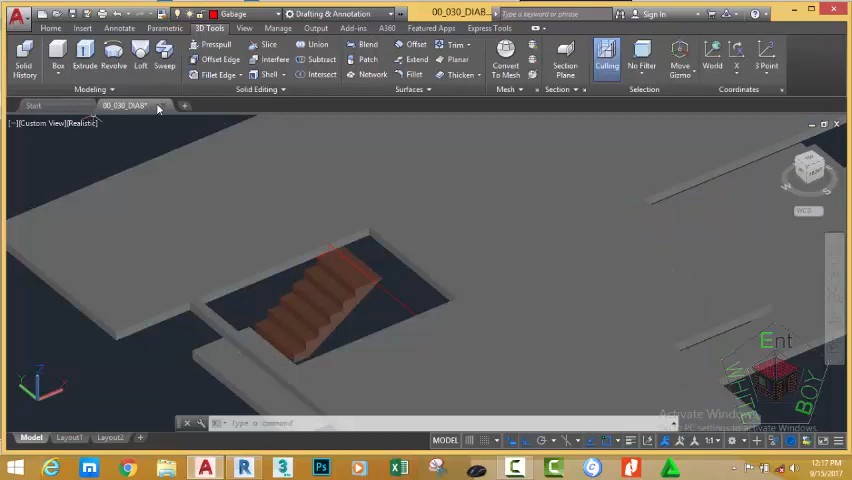 Gabage
Drafting & Annotation
00_030_DIAB...
Type a keyword or phrase
Sign In
Home Insert Annotate Parametric 3D Tools View Manage Output Add-ins A360 Featured Apps Express Tools
Solid History
Box
Extrude
Revolve
Loft
Sweep
Presspull
Offset Edge
Fillet Edge
Slice
Interfere
Shell
Union
Subtract
Intersect
Blend
Patch
Network
Offset
Extend
Fillet
Trim
Planar
Thicken
Convert To Mesh
Section Plane
Culling
No Filter
Move Gizmo
World
X
3 Point
Modeling
Solid Editing
Surfaces
Mesh
Section
Selection
Coordinates
Start
00_030_DIAB*
[−][Custom View][Realistic]
W
S
WCS
Z
Y
X
Ent
WHITE
BOY
Activate Windows
Go to PC settings to activate Windows.
Type a command
Model
Layout1
Layout2
MODEL
1:1
12:17 PM
9/15/2017